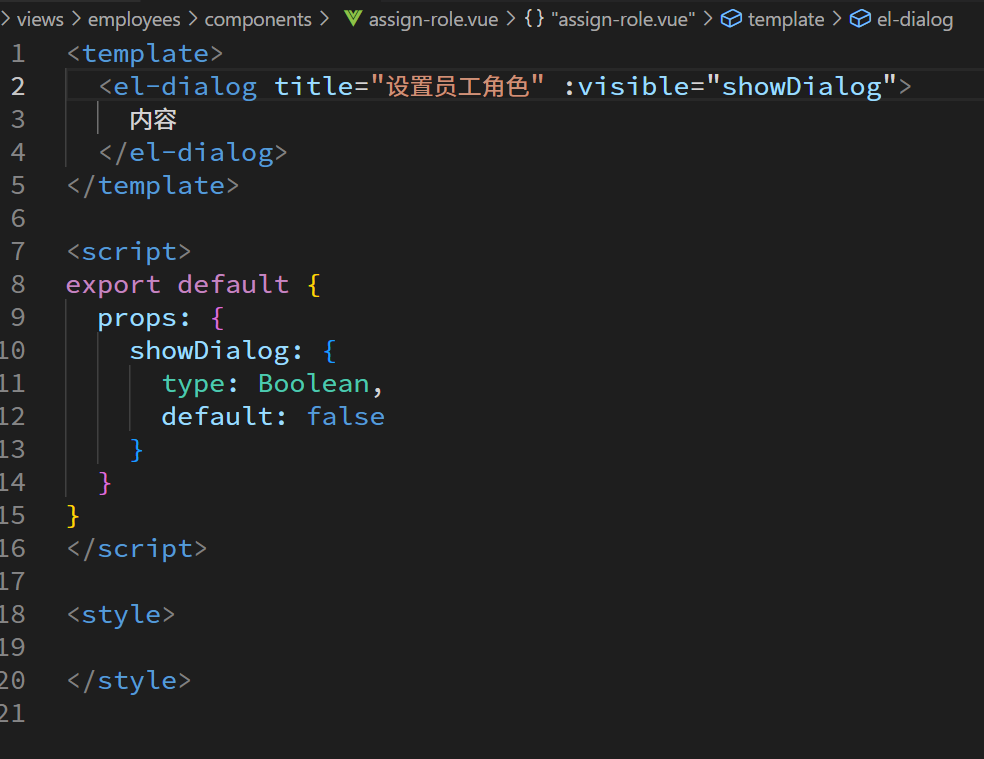 > views > employees > components > assign-role.vue > {} "assign-role.vue" > template > el-dialog
1 <template>
2 <el-dialog title="设置员工角色" :visible="showDialog">
3 内容
4 </el-dialog>
5 </template>
6
7 <script>
8 export default {
9 props: {
10 showDialog: {
11 type: Boolean,
12 default: false
13 }
14 }
15 }
16 </script>
17
18 <style>
19
20 </style>
21